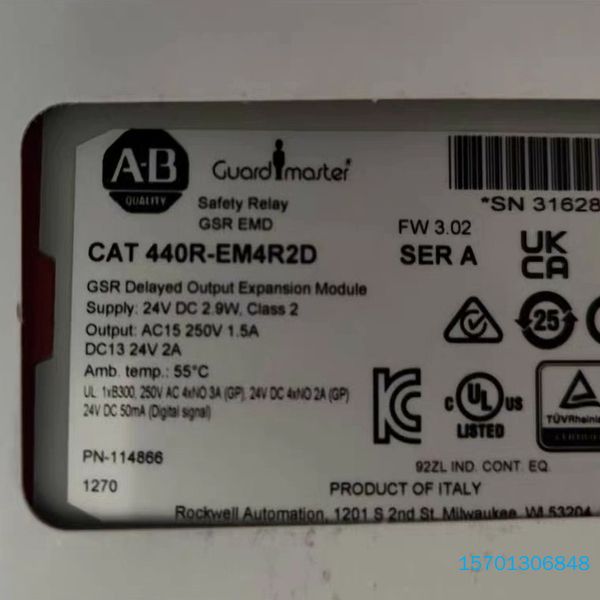 A-B
QUALITY
Guardmaster
Safety Relay
GSR EMD
CAT 440R-EM4R2D
FW 3.02
SER A
*SN 31628
UK
CA
GSR Delayed Output Expansion Module
Supply: 24V DC 2.9W, Class 2
Output: AC15 250V 1.5A
DC13 24V 2A
Amb. temp.: 55°C
UL: 1xB300, 250V AC 4xNO 3A (GP), 24V DC 4xNO 2A (GP)
24V DC 50mA (Digital signal)
25
C UL US
LISTED
TÜVRheinla
CERTIFIED
PN-114866
1270
92ZL IND. CONT. EQ.
PRODUCT OF ITALY
Rockwell Automation, 1201 S 2nd St. Milwaukee, WI 53204
15701306848